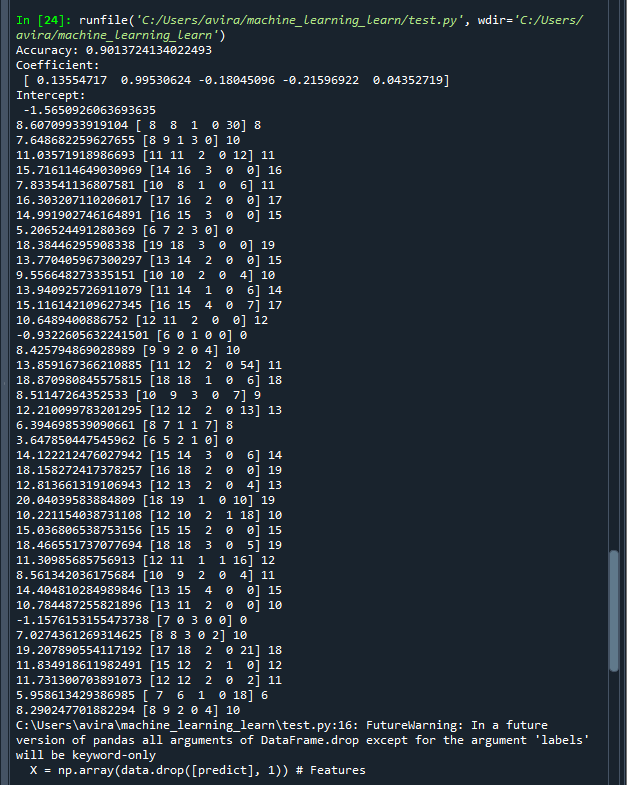 In [24]: runfile('C:/Users/avira/machine_learning_learn/test.py', wdir='C:/Users/
avira/machine_learning_learn')
Accuracy: 0.9013724134022493
Coefficient:
 [ 0.13554717  0.99530624 -0.18045096 -0.21596922  0.04352719]
Intercept:
 -1.5650926063693635
8.60709933919104 [ 8  8  1  0 30] 8
7.648682259627655 [8 9 1 3 0] 10
11.03571918986693 [11 11  2  0 12] 11
15.716114649030969 [14 16  3  0  0] 16
7.833541136807581 [10  8  1  0  6] 11
16.303207110206017 [17 16  2  0  0] 17
14.991902746164891 [16 15  3  0  0] 15
5.206524491280369 [6 7 2 3 0] 0
18.38446295908338 [19 18  3  0  0] 19
13.770405967300297 [13 14  2  0  0] 15
9.556648273335151 [10 10  2  0  4] 10
13.940925726911079 [11 14  1  0  6] 14
15.116142109627345 [16 15  4  0  7] 17
10.6489400886752 [12 11  2  0  0] 12
-0.9322605632241501 [6 0 1 0 0] 0
8.425794869028989 [9 9 2 0 4] 10
13.859167366210885 [11 12  2  0 54] 11
18.870980845575815 [18 18  1  0  6] 18
8.51147264352533 [10  9  3  0  7] 9
12.210099783201295 [12 12  2  0 13] 13
6.394698539090661 [8 7 1 1 7] 8
3.647850447545962 [6 5 2 1 0] 0
14.122212476027942 [15 14  3  0  6] 14
18.158272417378257 [16 18  2  0  0] 19
12.813661319106943 [12 13  2  0  4] 13
20.04039583884809 [18 19  1  0 10] 19
10.221154038731108 [12 10  2  1 18] 10
15.036806538753156 [15 15  2  0  0] 15
18.466551737077694 [18 18  3  0  5] 19
11.30985685756913 [12 11  1  1 16] 12
8.561342036175684 [10  9  2  0  4] 11
14.404810284989846 [13 15  4  0  0] 15
10.784487255821896 [13 11  2  0  0] 10
-1.1576153155473738 [7 0 3 0 0] 0
7.0274361269314625 [8 8 3 0 2] 10
19.207890554117192 [17 18  2  0 21] 18
11.834918611982491 [15 12  2  1  0] 12
11.731300703891073 [12 12  2  0  2] 11
5.958613429386985 [ 7  6  1  0 18] 6
8.290247701882294 [8 9 2 0 4] 10
C:\Users\avira\machine_learning_learn\test.py:16: FutureWarning: In a future
version of pandas all arguments of DataFrame.drop except for the argument 'labels'
will be keyword-only
  X = np.array(data.drop([predict], 1)) # Features